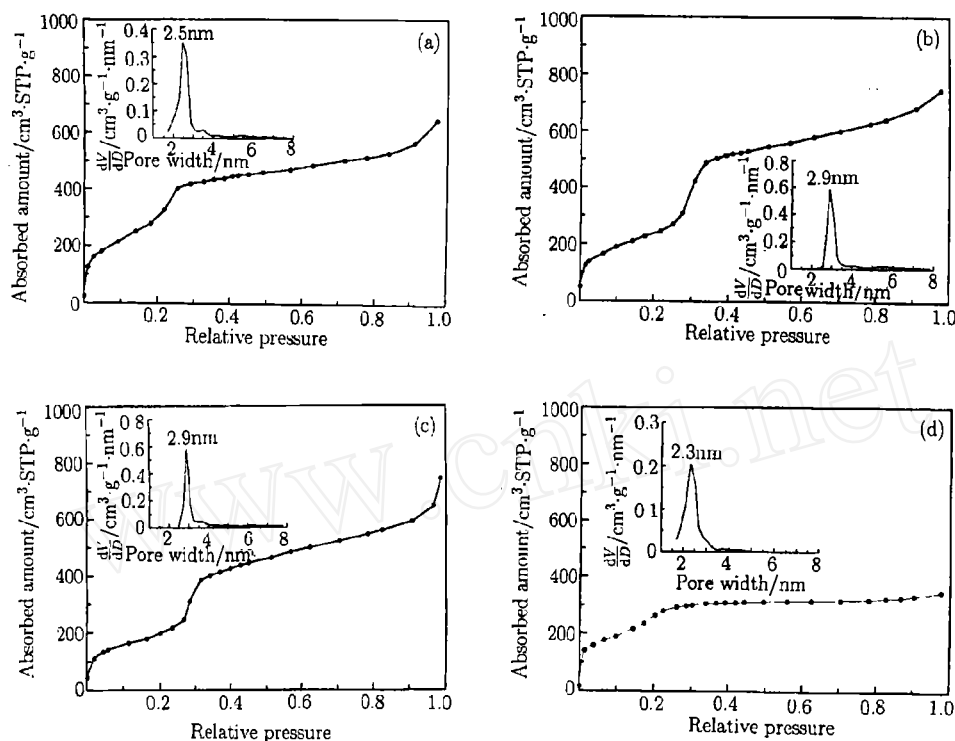 (a)
1000
800
600
400
200
0
0.2 0.4 0.6 0.8 1.0
Absorbed amount/cm³·STP·g⁻¹
Relative pressure
2.5nm
0.4
0.3
0.2
0.1
0
2 4 6 8
dV/dD/cm³·g⁻¹·nm⁻¹
Pore width/nm
(b)
1000
800
600
400
200
0
0.2 0.4 0.6 0.8 1.0
Absorbed amount/cm³·STP·g⁻¹
Relative pressure
2.9nm
0.8
0.6
0.4
0.2
0
2 4 6 8
dV/dD/cm³·g⁻¹·nm⁻¹
Pore width/nm
(c)
1000
800
600
400
200
0
0.2 0.4 0.6 0.8 1.0
Absorbed amount/cm³·STP·g⁻¹
Relative pressure
2.9nm
0.8
0.6
0.4
0.2
0
2 4 6 8
dV/dD/cm³·g⁻¹·nm⁻¹
Pore width/nm
(d)
1000
800
600
400
300
0
0.2 0.4 0.6 0.8 1.0
Absorbed amount/cm³·STP·g⁻¹
Relative pressure
2.3nm
0.3
0.2
0.1
0
2 4 6 8
dV/dD/cm³·g⁻¹·nm⁻¹
Pore width/nm
www.cnki.net